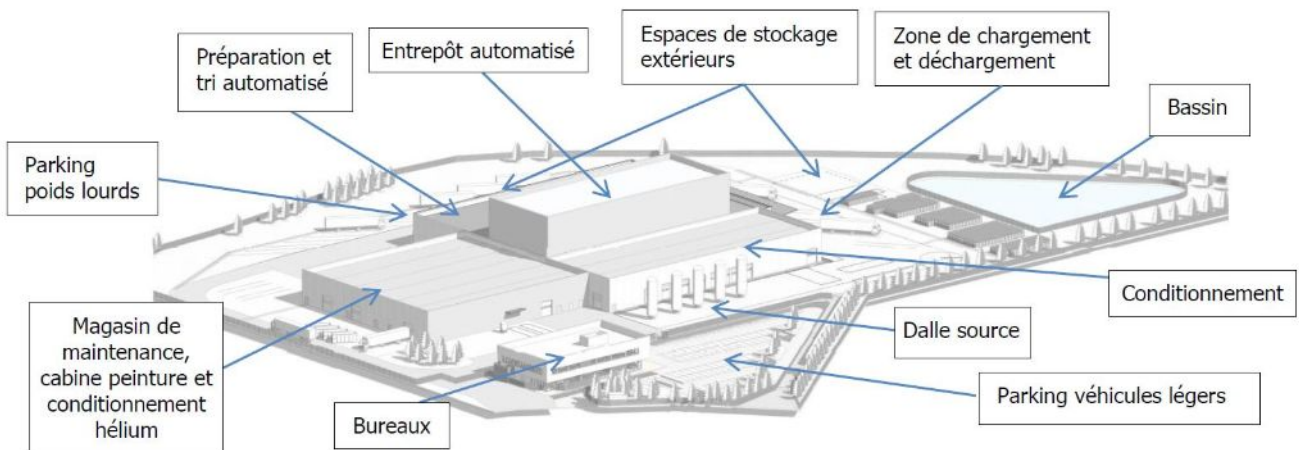 Préparation et
tri automatisé
Entrepôt automatisé
Espaces de stockage
extérieurs
Zone de chargement
et déchargement
Bassin
Parking
poids lourds
Conditionnement
Dalle source
Magasin de
maintenance,
cabine peinture et
conditionnement
hélium
Bureaux
Parking véhicules légers